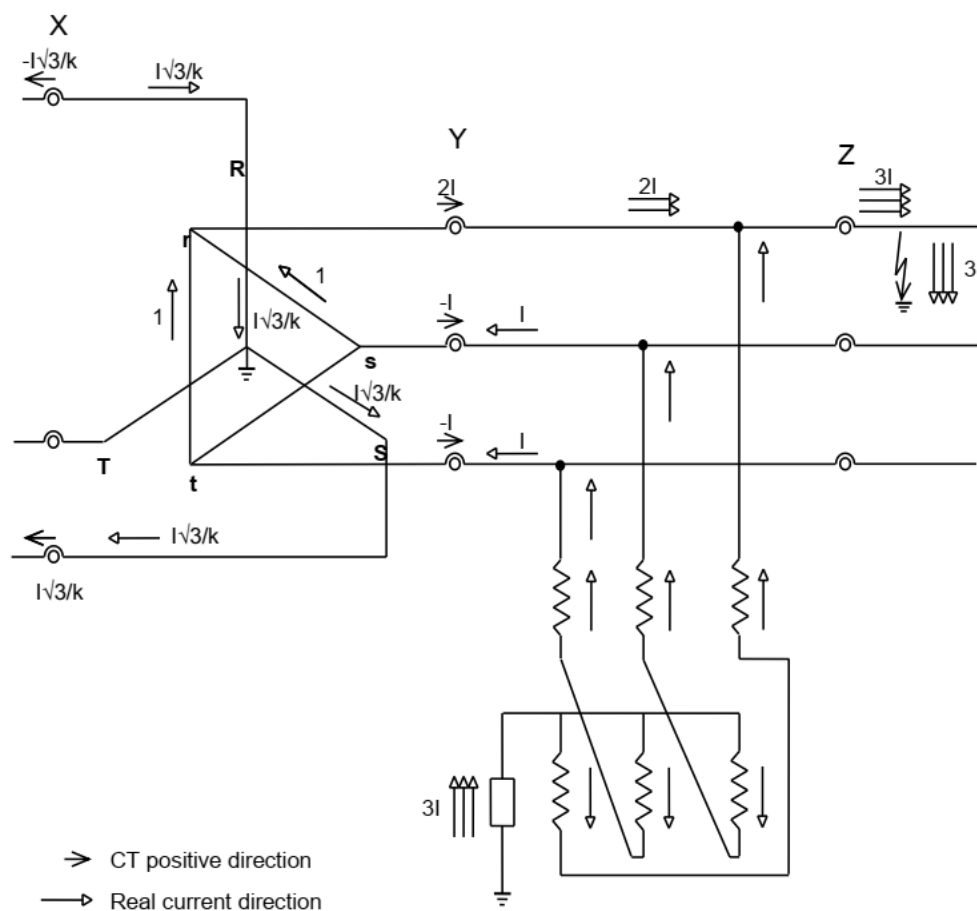 X
-I√3/k
I√3/k
Y
Z
R
2I
2I
3I
r
1
3
1
I√3/k
-I
I
s
I√3/k
-I
I
T
t
S
I√3/k
I√3/k
3I
CT positive direction
Real current direction